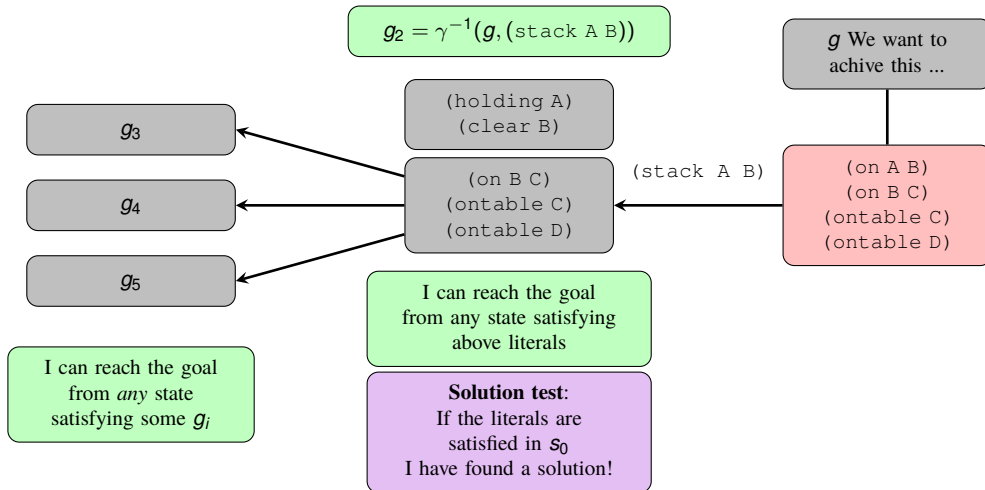 g₂ = γ⁻¹(g, (stack A B))
g We want to
achive this ...
(holding A)
(clear B)
g₃
g₄
g₅
(on B C)
(ontable C)
(ontable D)
(stack A B)
(on A B)
(on B C)
(ontable C)
(ontable D)
I can reach the goal
from any state satisfying
above literals
I can reach the goal
from any state
satisfying some gᵢ
Solution test:
If the literals are
satisfied in s₀
I have found a solution!